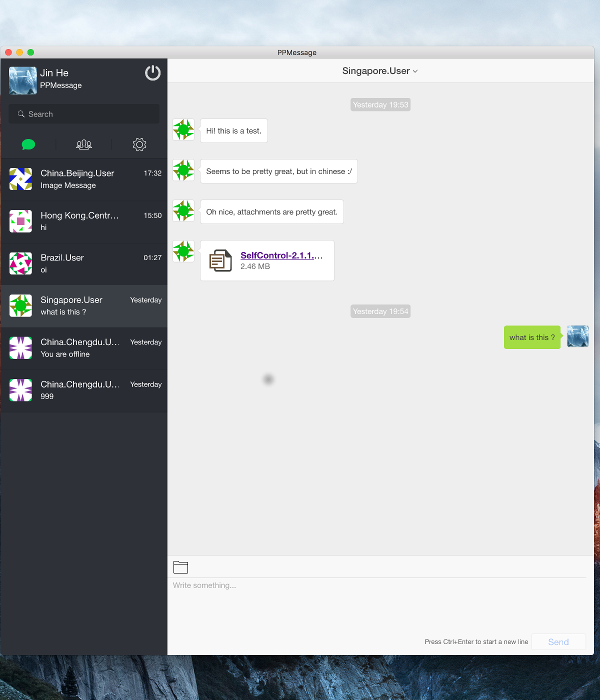 PPMessage
Jin He
PPMessage
Search
China.Beijing.User 17:32
Image Message
Hong Kong.Centr... 15:50
hi
Brazil.User 01:27
oi
Singapore.User Yesterday
what is this ?
China.Chengdu.U... Yesterday
You are offline
China.Chengdu.U... Yesterday
999
Singapore.User
Yesterday 19:53
Hi! this is a test.
Seems to be pretty great, but in chinese :/
Oh nice, attachments are pretty great.
SelfControl-2.1.1....
2.46 MB
Yesterday 19:54
what is this ?
Write something...
Press Ctrl+Enter to start a new line
Send